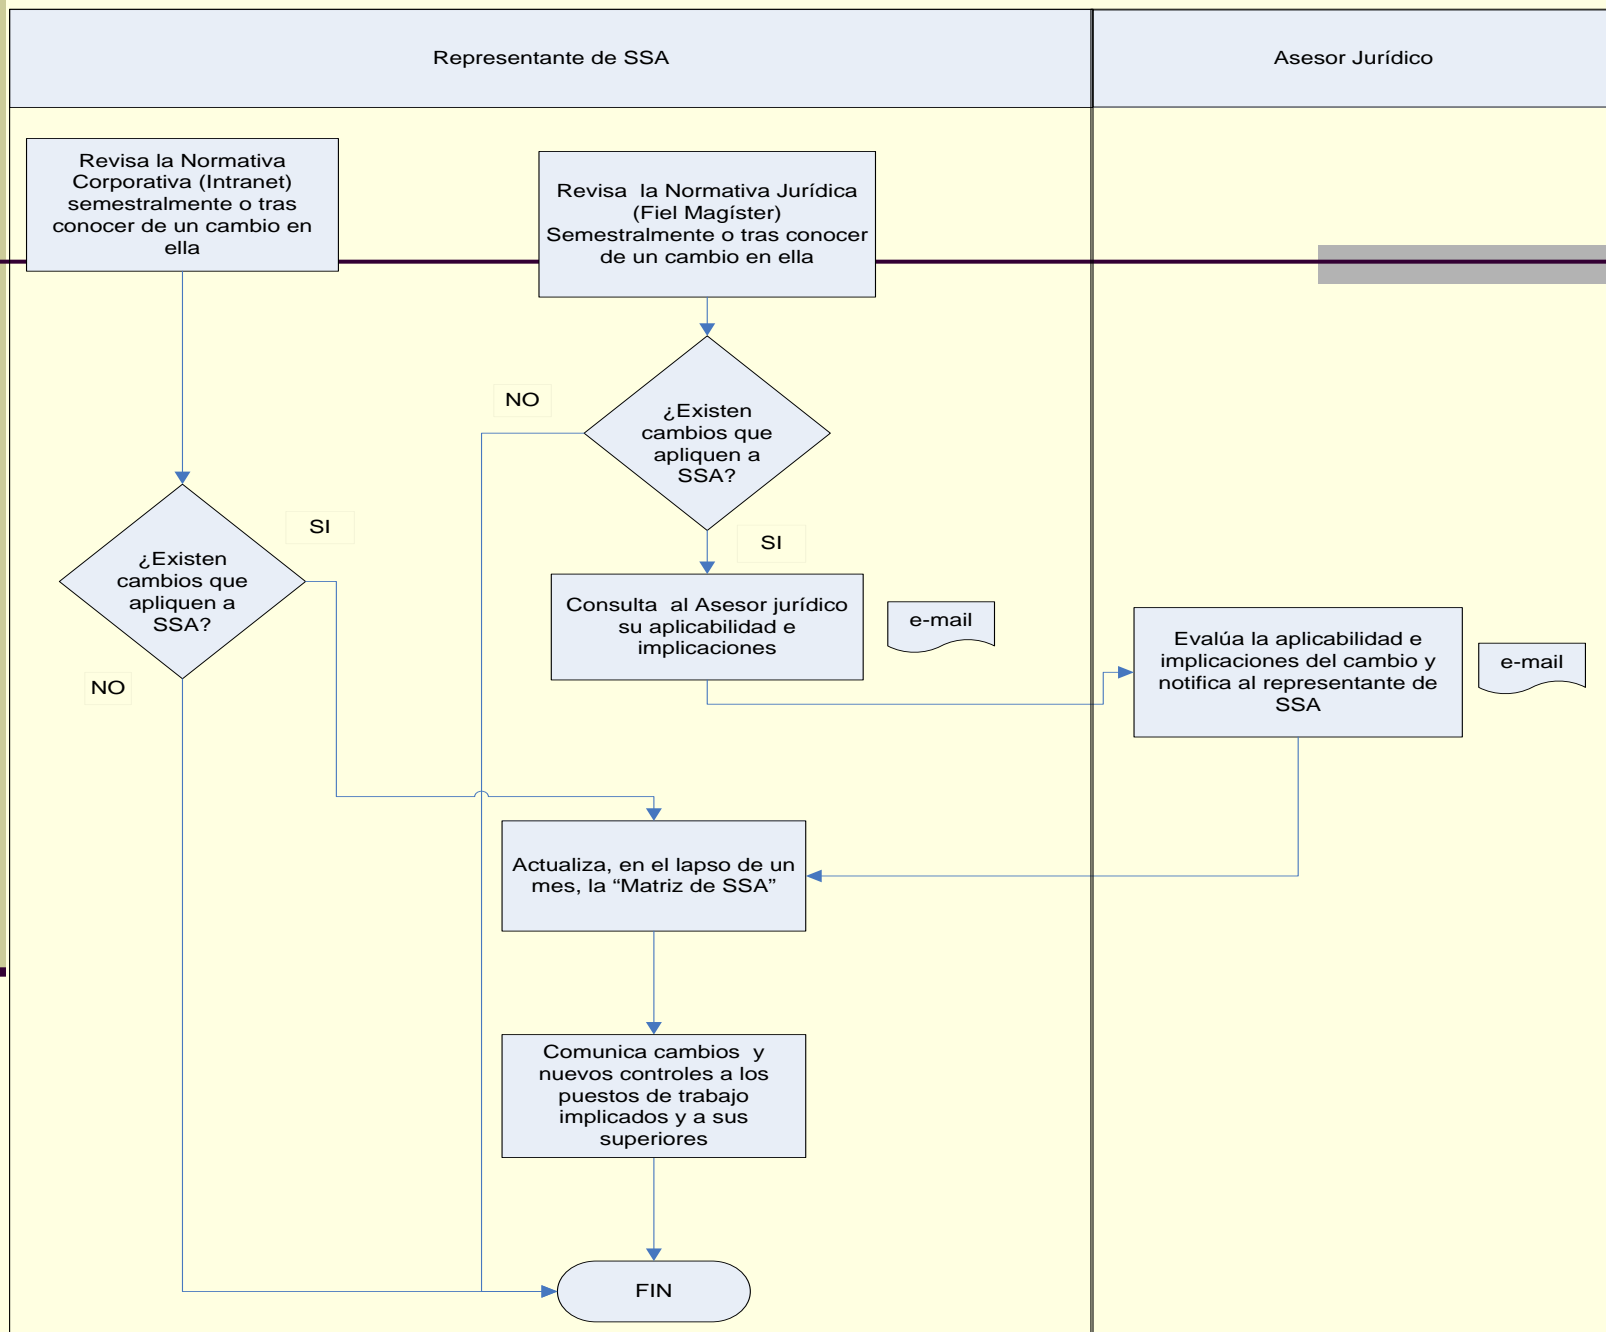 Representante de SSA
Asesor Jurídico
Revisa la Normativa
Corporativa (Intranet)
semestralmente o tras
conocer de un cambio en
ella
Revisa la Normativa Jurídica
(Fiel Magíster)
Semestralmente o tras conocer
de un cambio en ella
NO
¿Existen
cambios que
apliquen a
SSA?
SI
¿Existen
cambios que
apliquen a
SSA?
SI
NO
Consulta al Asesor jurídico
su aplicabilidad e
implicaciones
e-mail
Evalúa la aplicabilidad e
implicaciones del cambio y
notifica al representante de
SSA
e-mail
Actualiza, en el lapso de un
mes, la “Matriz de SSA”
Comunica cambios y
nuevos controles a los
puestos de trabajo
implicados y a sus
superiores
FIN